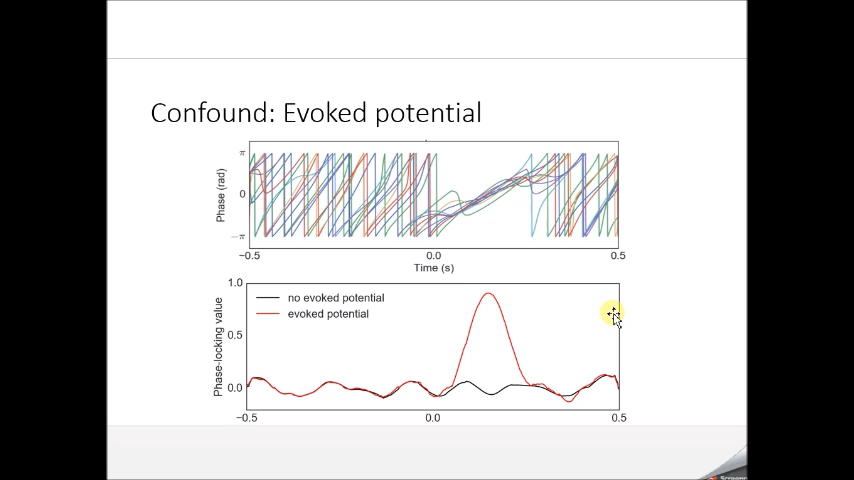 Confound: Evoked potential
π
0
−π
Phase (rad)
−0.5 0.0 0.5
Time (s)
1.0
0.5
0.0
Phase-locking value
no evoked potential
evoked potential
−0.5 0.0 0.5